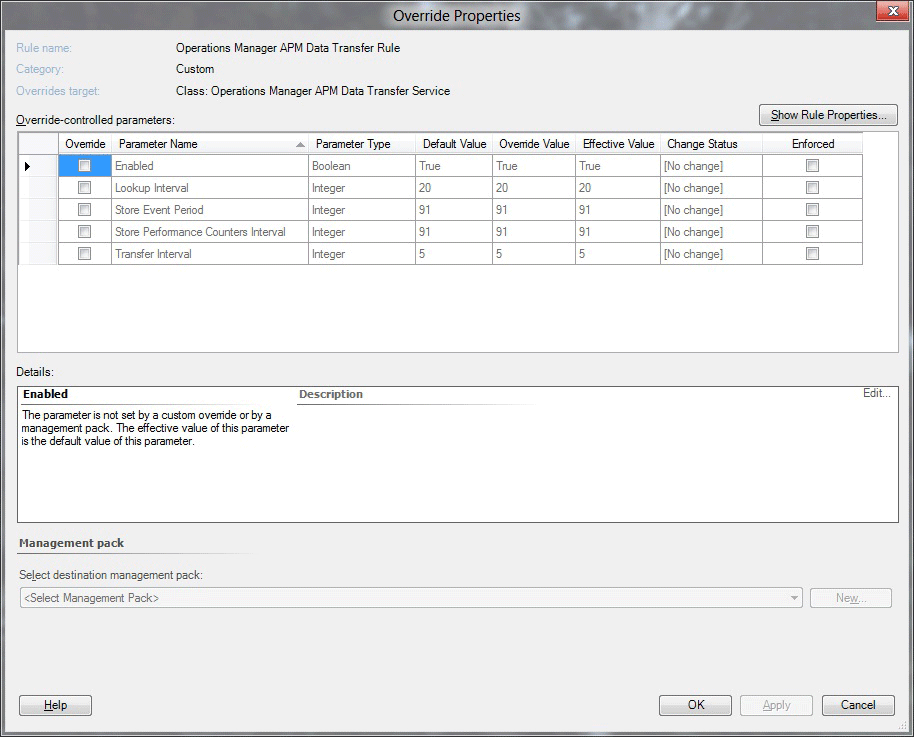 Override Properties
Rule name: Operations Manager APM Data Transfer Rule
Category: Custom
Overrides target: Class: Operations Manager APM Data Transfer Service
Override-controlled parameters:
Show Rule Properties...
Override Parameter Name Parameter Type Default Value Override Value Effective Value Change Status Enforced
Enabled Boolean True True True [No change]
Lookup Interval Integer 20 20 20 [No change]
Store Event Period Integer 91 91 91 [No change]
Store Performance Counters Interval Integer 91 91 91 [No change]
Transfer Interval Integer 5 5 5 [No change]
Details:
Enabled Description Edit...
The parameter is not set by a custom override or by a
management pack. The effective value of this parameter
is the default value of this parameter.
Management pack
Select destination management pack:
<Select Management Pack> New...
Help OK Apply Cancel